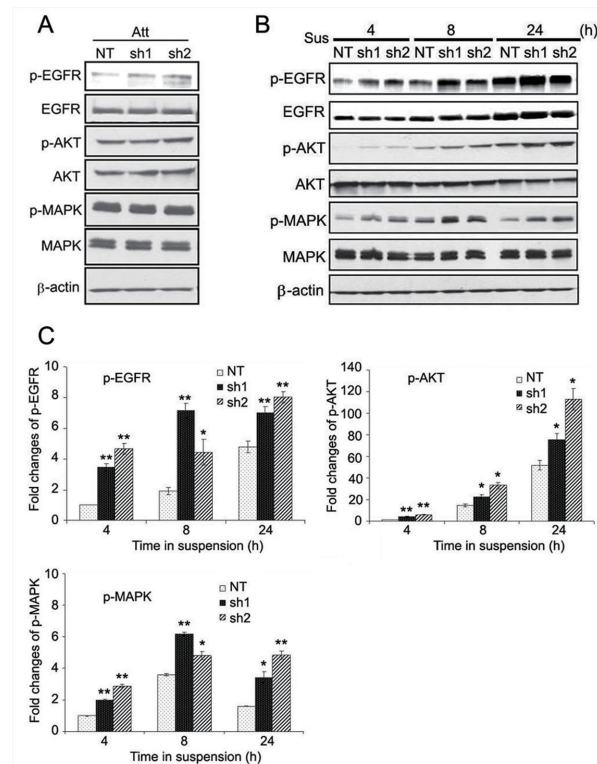 A
Att
NT sh1 sh2
p-EGFR
EGFR
p-AKT
AKT
p-MAPK
MAPK
β-actin
B
Sus 4 8 24 (h)
NT sh1 sh2 NT sh1 sh2 NT sh1 sh2
p-EGFR
EGFR
p-AKT
AKT
p-MAPK
MAPK
β-actin
C
p-EGFR
NT
sh1
sh2
Fold changes of p-EGFR
10
8
6
4
2
0
** ** ** * ** **
4 8 24
Time in suspension (h)
p-AKT
NT
sh1
sh2
Fold changes of p-AKT
140
120
100
80
60
40
20
0
** ** * * * *
4 8 24
Time in suspension (h)
p-MAPK
NT
sh1
sh2
Fold changes of p-MAPK
10
8
6
4
2
0
** ** ** * * **
4 8 24
Time in suspension (h)